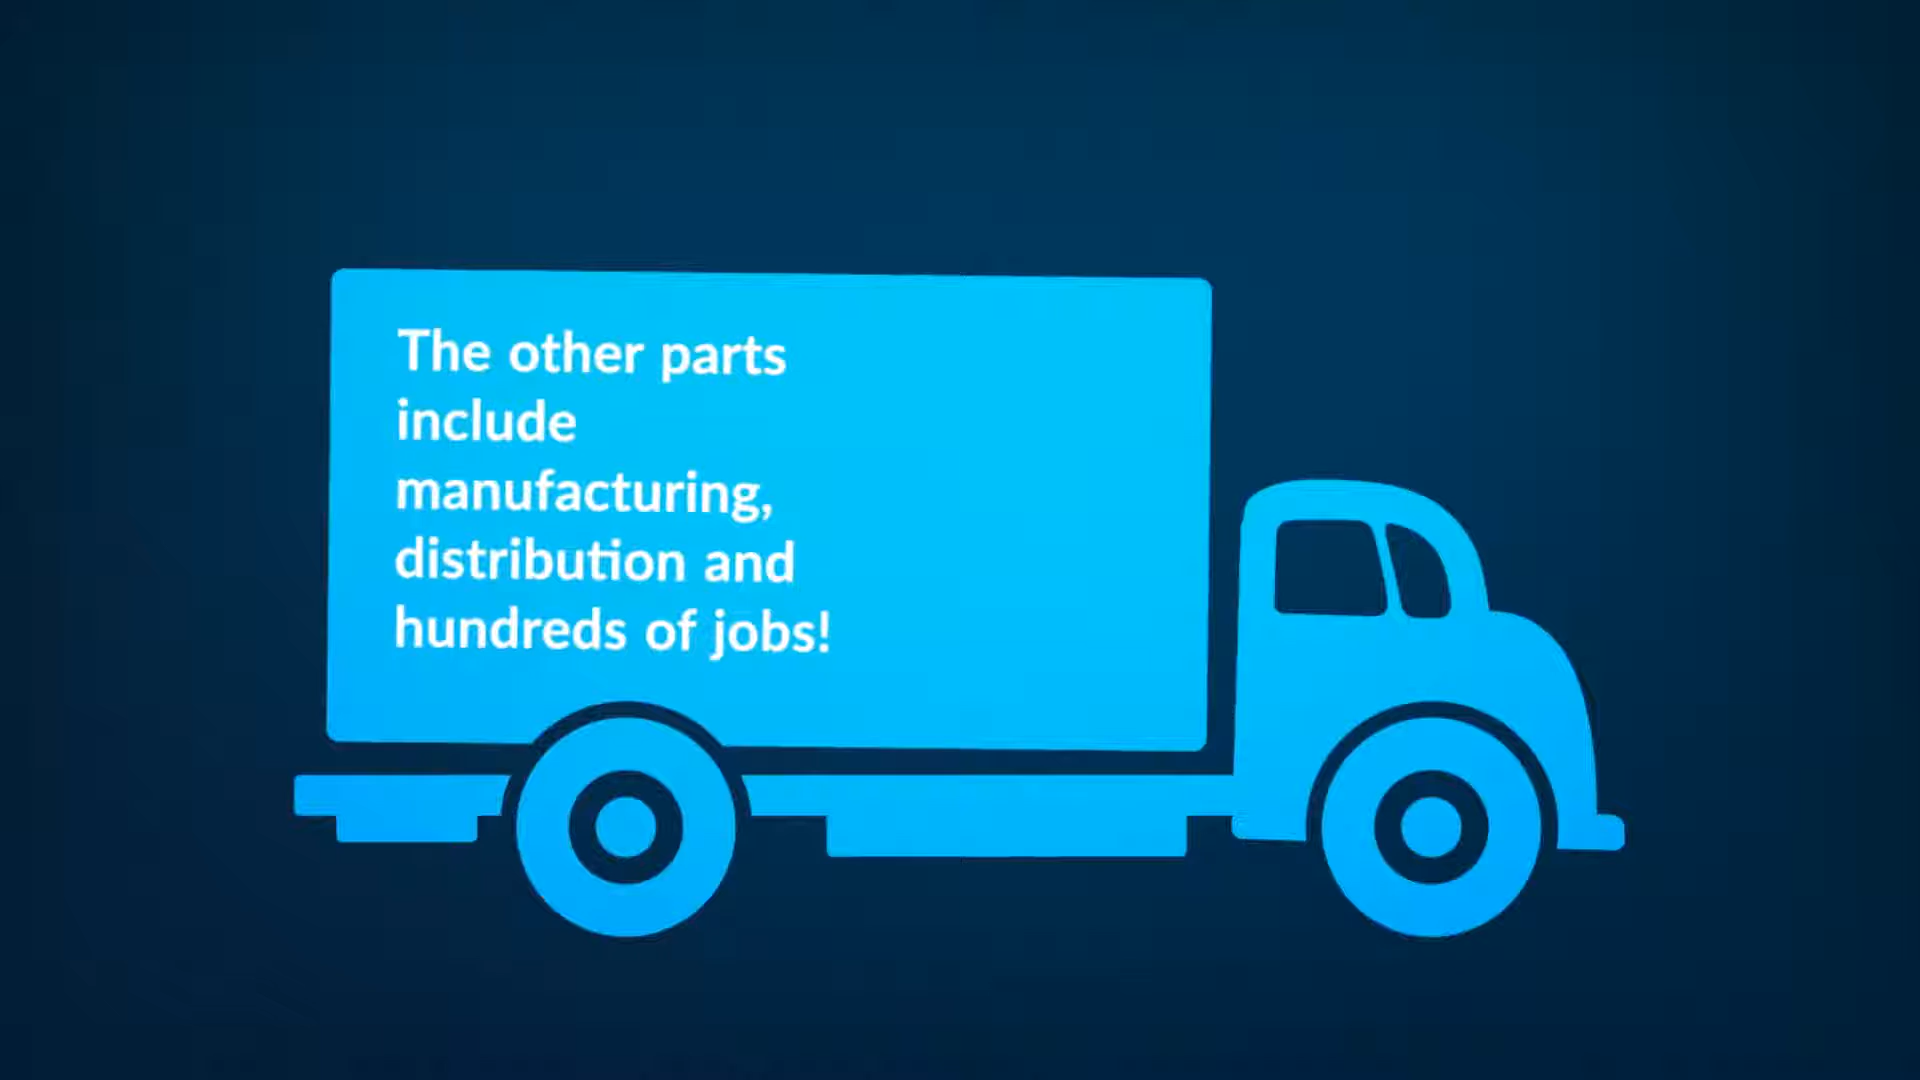 The other parts
include
manufacturing,
distribution and
hundreds of jobs!